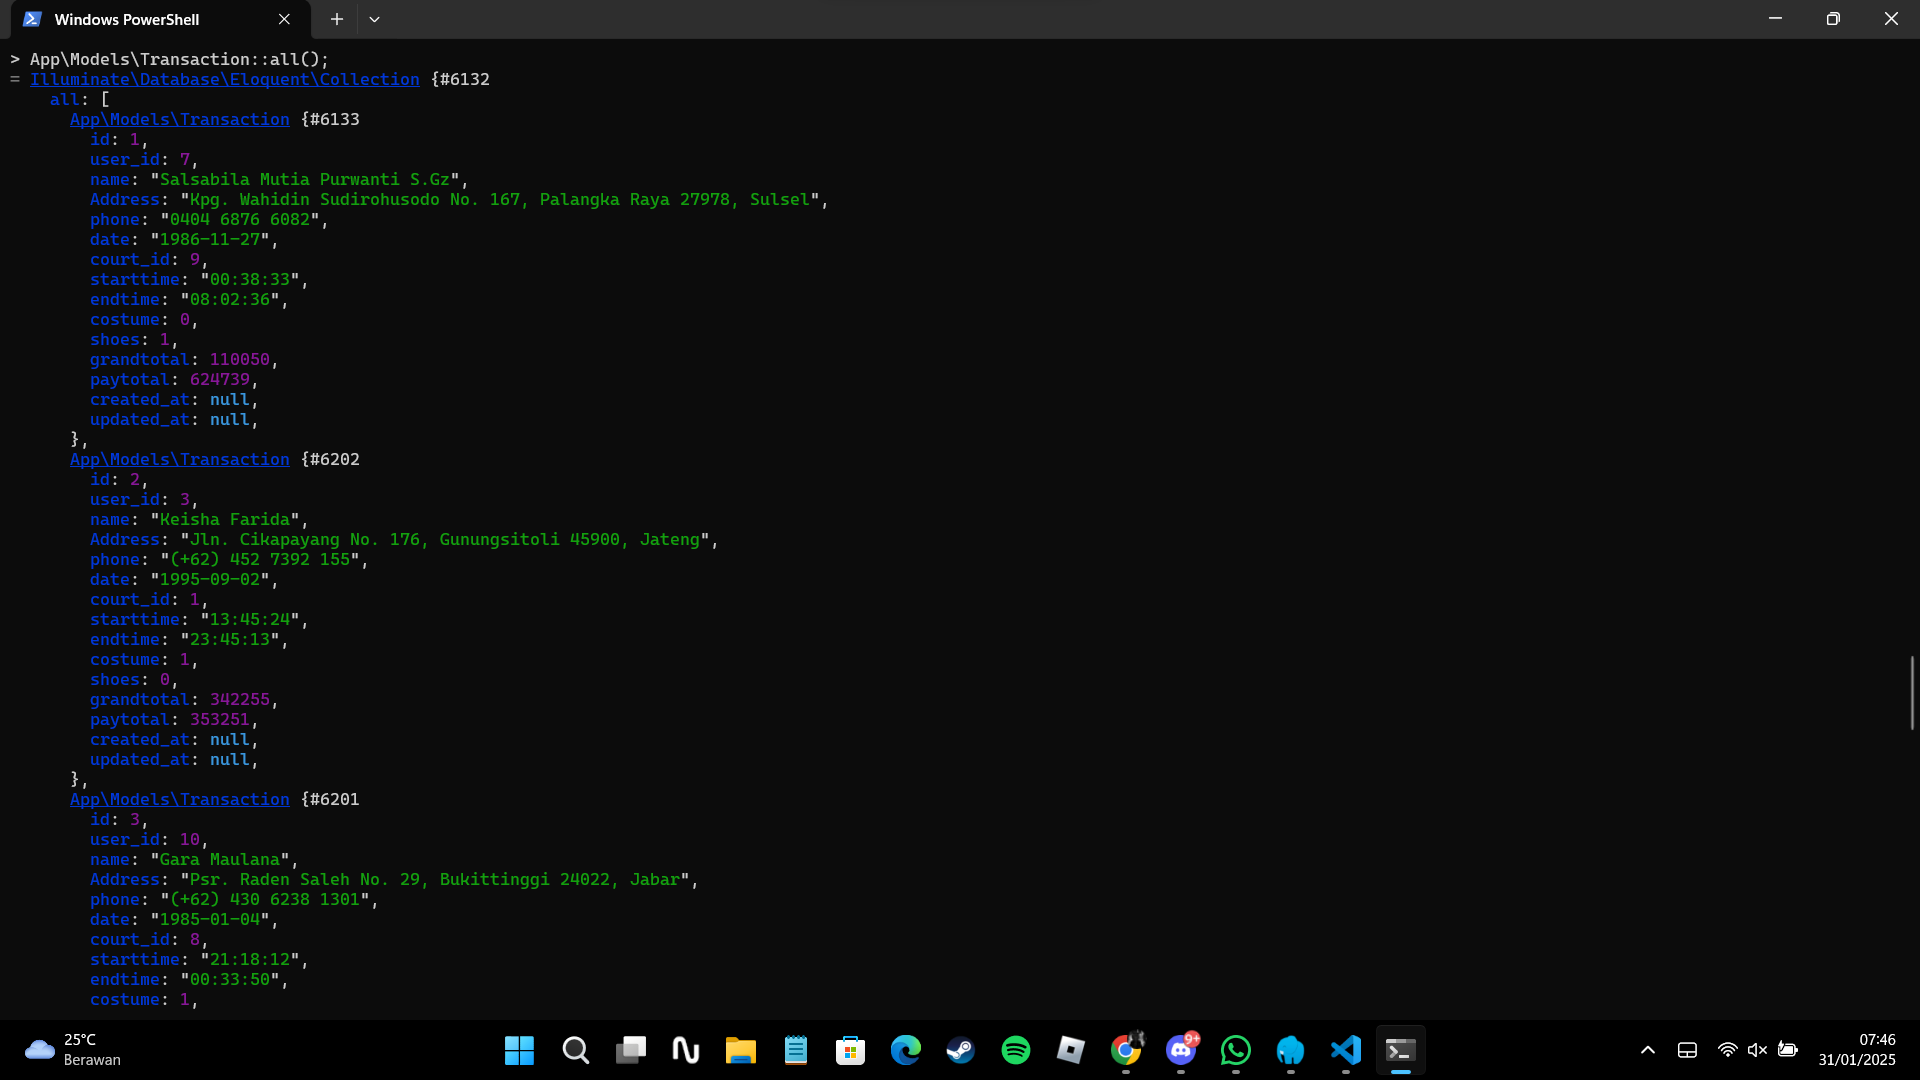 Windows PowerShell
> App\Models\Transaction::all();
= Illuminate\Database\Eloquent\Collection {#6132
all: [
App\Models\Transaction {#6133
id: 1,
user_id: 7,
name: "Salsabila Mutia Purwanti S.Gz",
Address: "Kpg. Wahidin Sudirohusodo No. 167, Palangka Raya 27978, Sulsel",
phone: "0404 6876 6082",
date: "1986-11-27",
court_id: 9,
starttime: "00:38:33",
endtime: "08:02:36",
costume: 0,
shoes: 1,
grandtotal: 110050,
paytotal: 624739,
created_at: null,
updated_at: null,
},
App\Models\Transaction {#6202
id: 2,
user_id: 3,
name: "Keisha Farida",
Address: "Jln. Cikapayang No. 176, Gunungsitoli 45900, Jateng",
phone: "(+62) 452 7392 155",
date: "1995-09-02",
court_id: 1,
starttime: "13:45:24",
endtime: "23:45:13",
costume: 1,
shoes: 0,
grandtotal: 342255,
paytotal: 353251,
created_at: null,
updated_at: null,
},
App\Models\Transaction {#6201
id: 3,
user_id: 10,
name: "Gara Maulana",
Address: "Psr. Raden Saleh No. 29, Bukittinggi 24022, Jabar",
phone: "(+62) 430 6238 1301",
date: "1985-01-04",
court_id: 8,
starttime: "21:18:12",
endtime: "00:33:50",
costume: 1,
25°C
Berawan
9+
07:46
31/01/2025